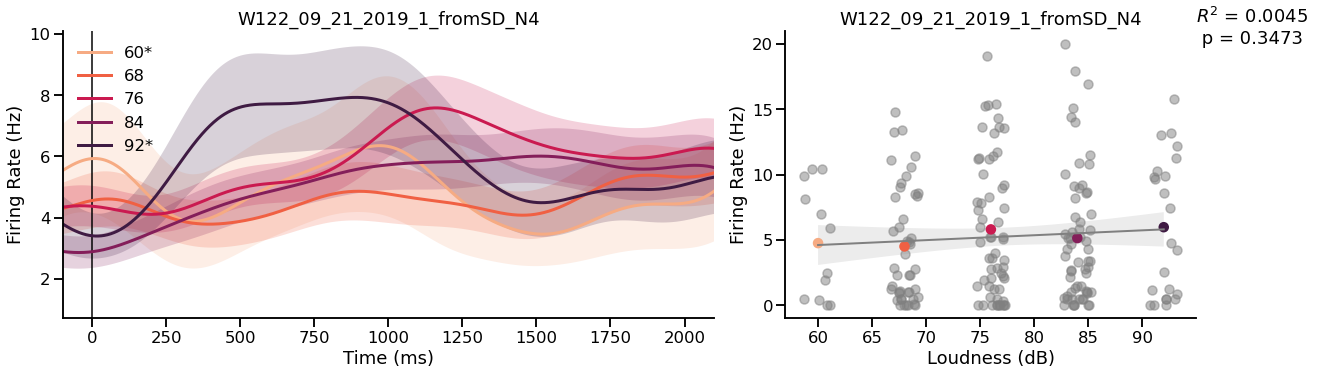 W122_09_21_2019_1_fromSD_N4
Firing Rate (Hz)
10
8
6
4
2
60*
68
76
84
92*
0 250 500 750 1000 1250 1500 1750 2000
Time (ms)
W122_09_21_2019_1_fromSD_N4
R² = 0.0045
p = 0.3473
Firing Rate (Hz)
20
15
10
5
0
60 65 70 75 80 85 90
Loudness (dB)